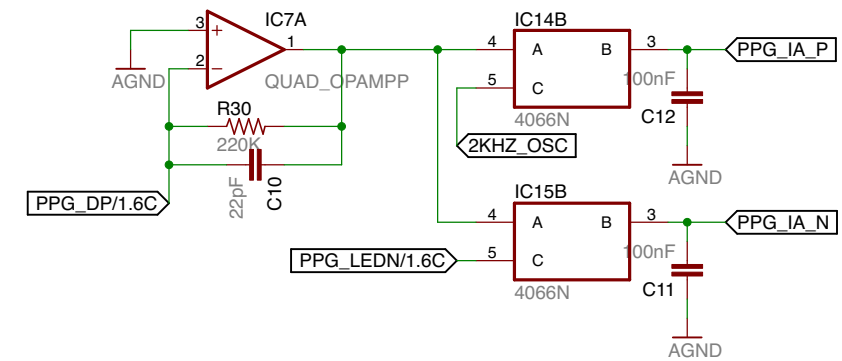 IC7A
3
+
1
2
−
AGND
QUAD_OPAMPP
R30
220K
22pF
C10
PPG_DP/1.6C
IC14B
4
A
B
3
PPG_IA_P
5
C
100nF
C12
4066N
2KHZ_OSC
AGND
IC15B
4
A
B
3
PPG_IA_N
PPG_LEDN/1.6C
5
C
100nF
C11
4066N
AGND